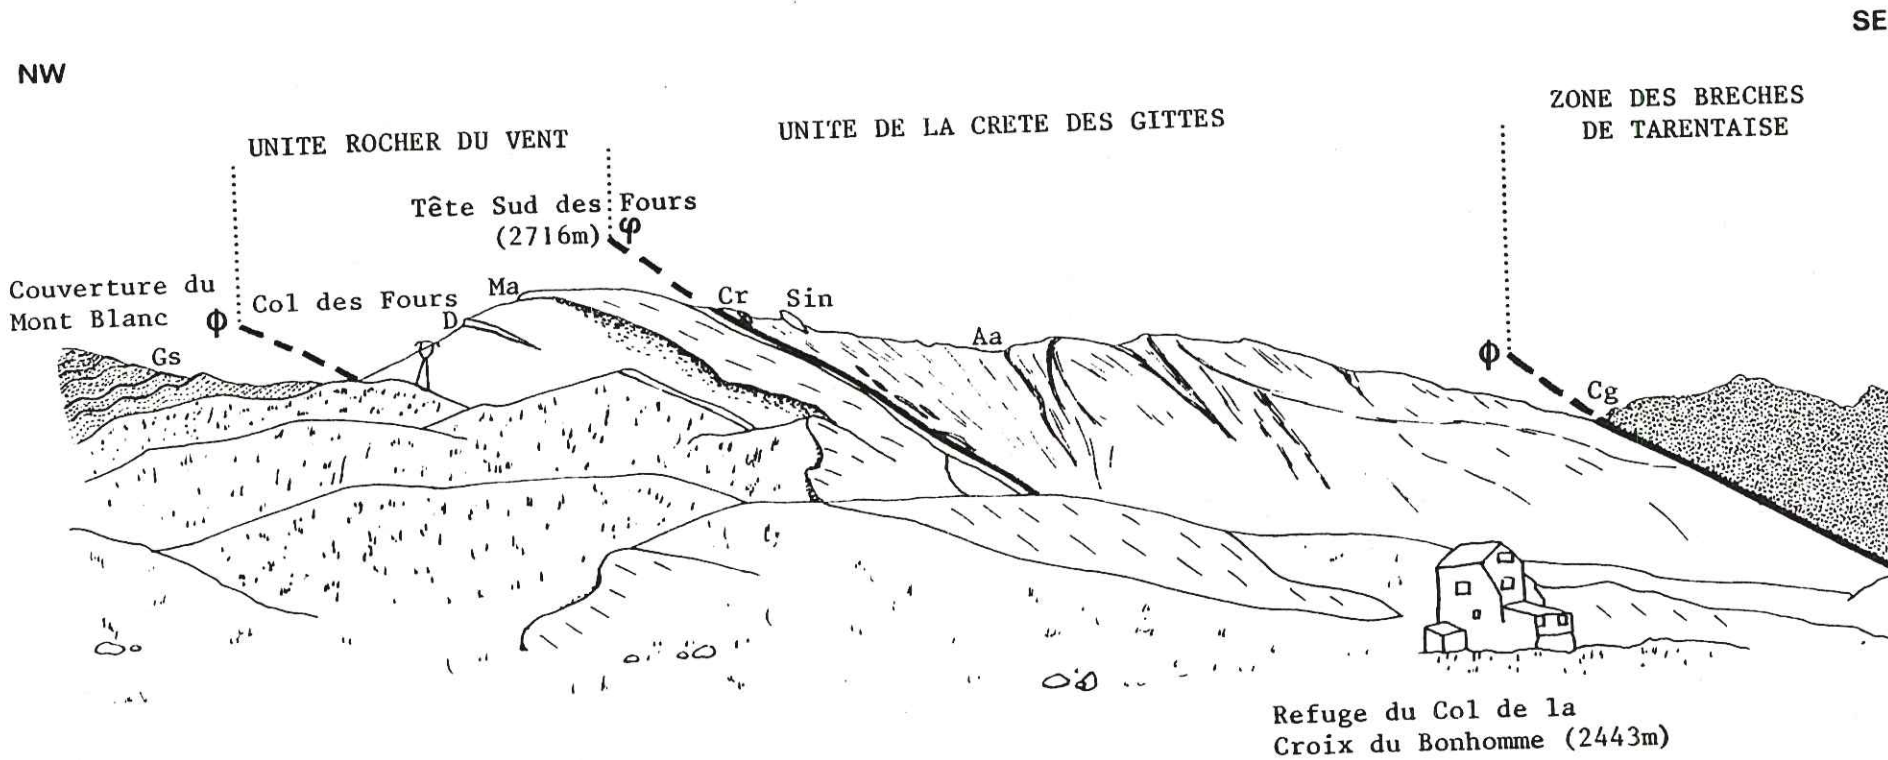 SE
NW
ZONE DES BRECHES
DE TARENTAISE
UNITE DE LA CRETE DES GITTES
UNITE ROCHER DU VENT
Tête Sud des Fours
(2716m) φ
Couverture du
Mont Blanc ϕ
Col des Fours
Ma
D
Cr
Sin
Aa
ϕ
Cg
Gs
Refuge du Col de la
Croix du Bonhomme (2443m)